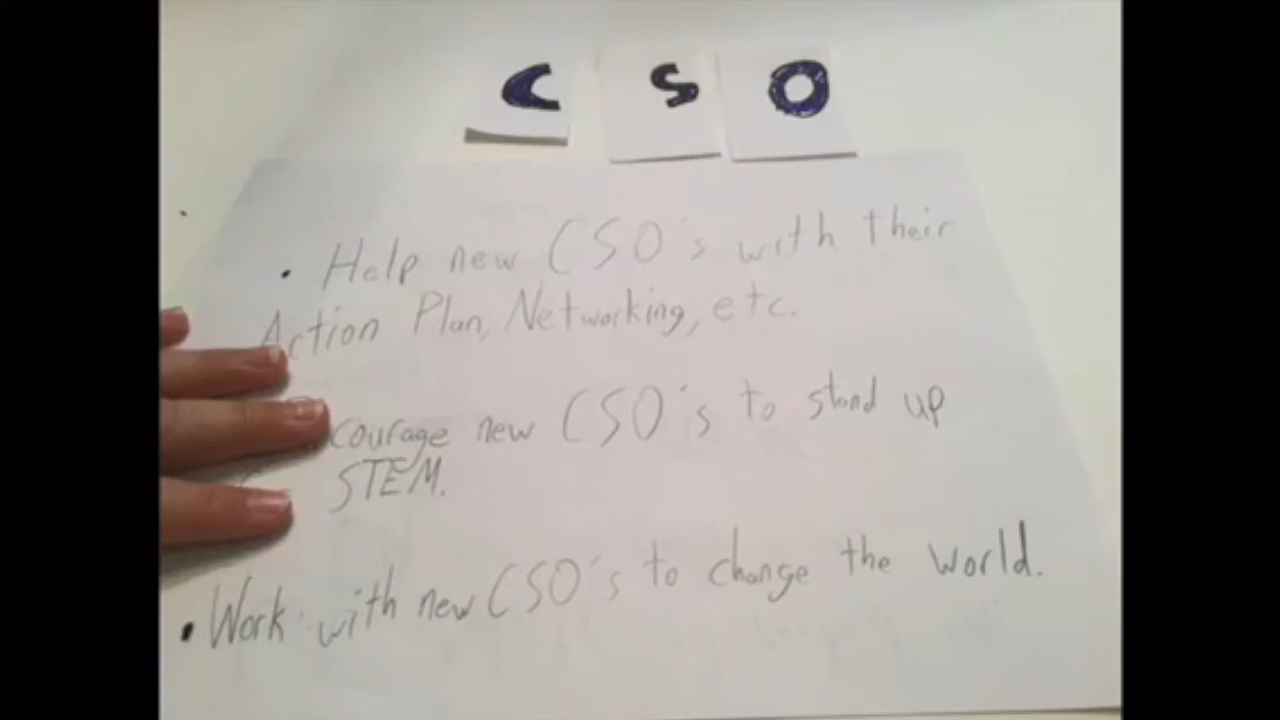 C S O
• Help new CSO's with their
Action Plan, Networking, etc.
courage new CSO's to stand up
STEM.
• Work with new CSO's to change the world.